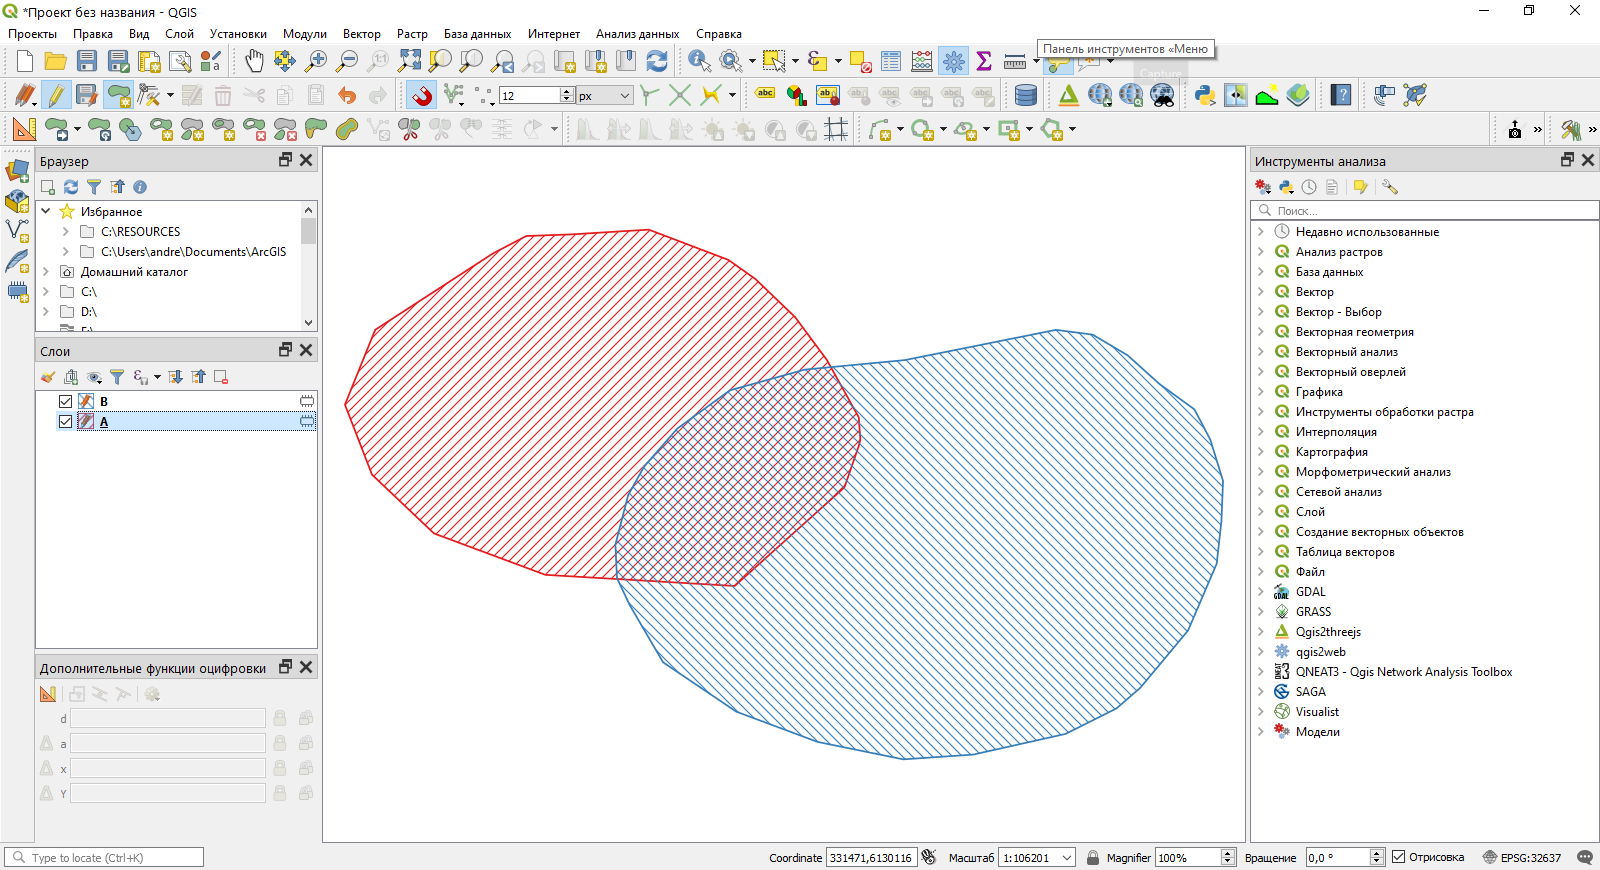 *Проект без названия - QGIS
Проекты Правка Вид Слой Установки Модули Вектор Растр База данных Интернет Анализ данных Справка
Панель инструментов «Меню
Capture
12 px
abc
Браузер
Избранное
C:\RESOURCES
C:\Users\andre\Documents\ArcGIS
Домашний каталог
C:\
D:\
Слои
B
A
Дополнительные функции оцифровки
d
a
x
Y
Инструменты анализа
Поиск...
Недавно использованные
Анализ растров
База данных
Вектор
Вектор - Выбор
Векторная геометрия
Векторный анализ
Векторный оверлей
Графика
Инструменты обработки растра
Интерполяция
Картография
Морфометрический анализ
Сетевой анализ
Слой
Создание векторных объектов
Таблица векторов
Файл
GDAL
GRASS
Qgis2threejs
qgis2web
QNEAT3 - Qgis Network Analysis Toolbox
SAGA
Visualist
Модели
Type to locate (Ctrl+K) Coordinate 331471,6130116 Масштаб 1:106201 Magnifier 100% Вращение 0,0 ° Отрисовка EPSG:32637